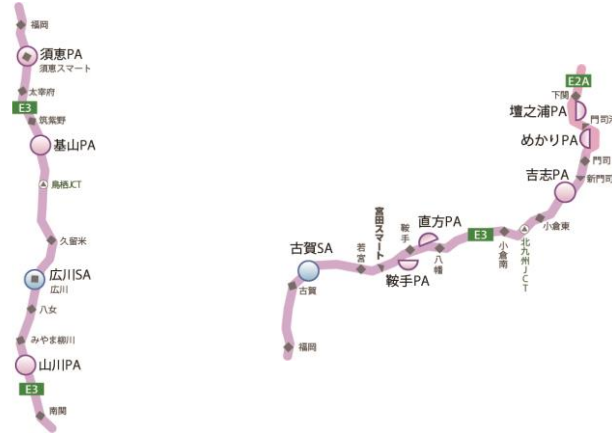 福岡
須恵PA
須恵スマート
太宰府
E3
筑紫野
基山PA
鳥栖JCT
久留米
広川SA
広川
八女
みやま柳川
山川PA
E3
南関
E2A
下関
壇之浦PA
門司港
めかりPA
門司
吉志PA
新門司
小倉東
北九州JCT
小倉南
E3
直方PA
八幡
鞍手
鞍手PA
宮田スマート
若宮
古賀SA
古賀
福岡